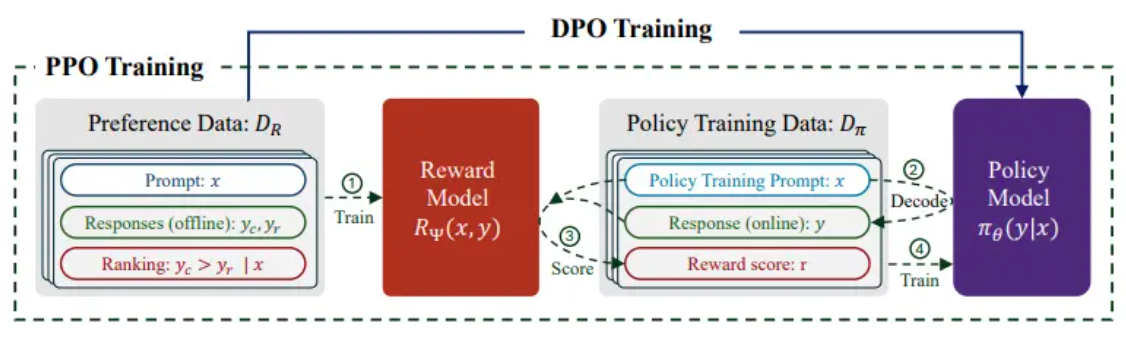 DPO Training
PPO Training
Preference Data: D_R
Prompt: x
Responses (offline): y_c, y_r
Ranking: y_c > y_r | x
① Train
Reward
Model
R_Ψ(x, y)
Policy Training Data: D_π
Policy Training Prompt: x
Response (online): y
Reward score: r
② Decode
③ Score
④ Train
Policy
Model
π_θ(y|x)